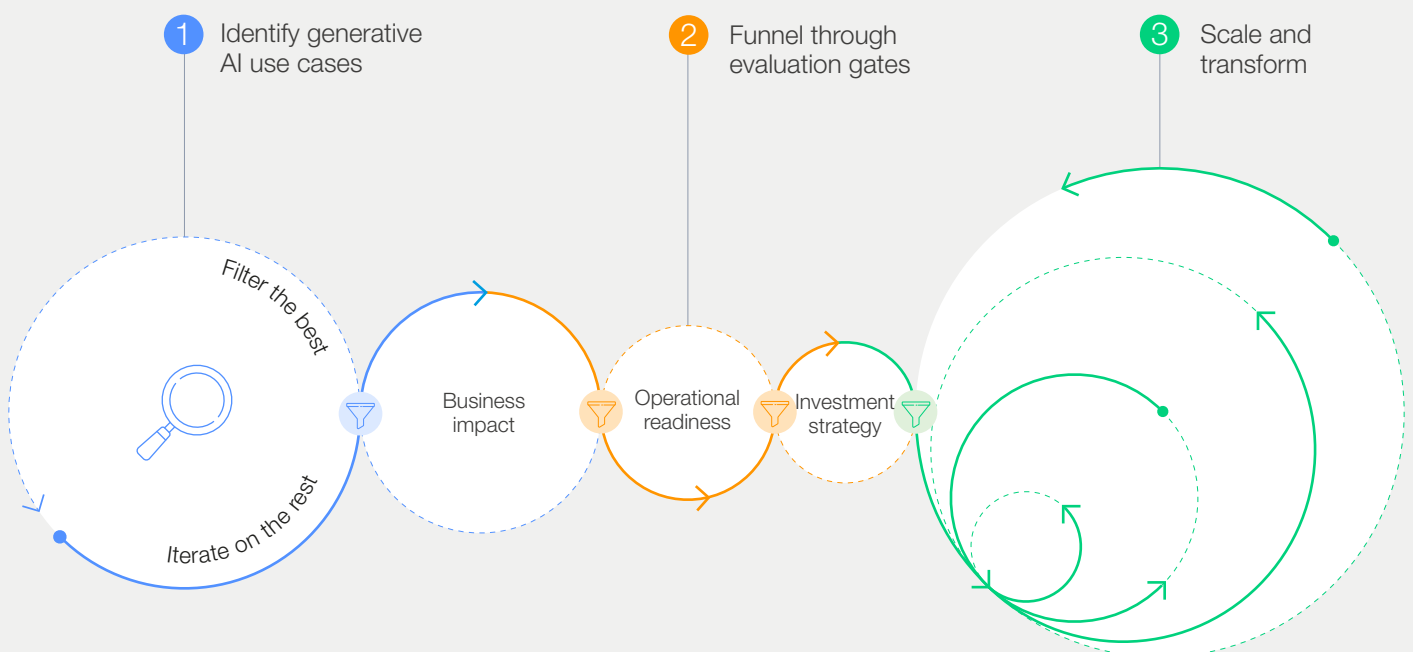 1
Identify generative
AI use cases
2
Funnel through
evaluation gates
3
Scale and
transform
Filter the best
Iterate on the rest
Business
impact
Operational
readiness
Investment
strategy